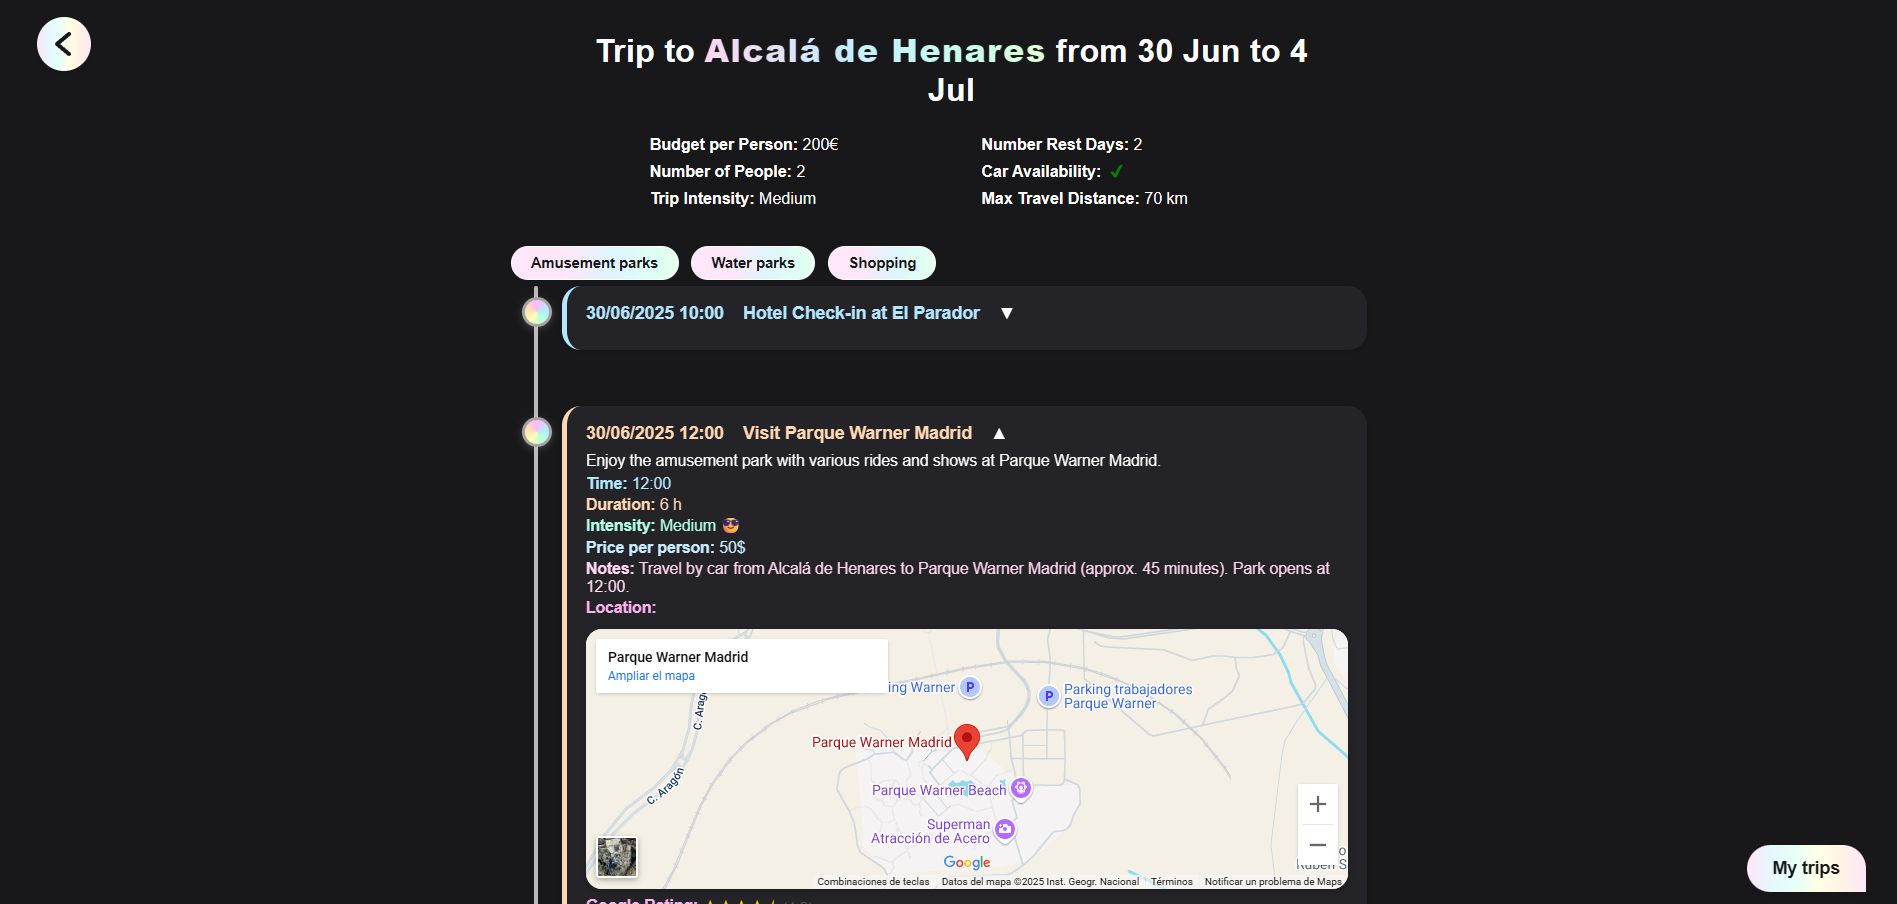 Trip to Alcalá de Henares from 30 Jun to 4
Jul
Budget per Person: 200€
Number of People: 2
Trip Intensity: Medium
Number Rest Days: 2
Car Availability: ✓
Max Travel Distance: 70 km
Amusement parks
Water parks
Shopping
30/06/2025 10:00 Hotel Check-in at El Parador ▼
30/06/2025 12:00 Visit Parque Warner Madrid ▲
Enjoy the amusement park with various rides and shows at Parque Warner Madrid.
Time: 12:00
Duration: 6 h
Intensity: Medium 😎
Price per person: 50$
Notes: Travel by car from Alcalá de Henares to Parque Warner Madrid (approx. 45 minutes). Park opens at
12:00.
Location:
Parque Warner Madrid
Ampliar el mapa
ing Warner
P
P
Parking trabajadores
Parque Warner
C. Arag
Parque Warner Madrid
C. Aragón
Parque Warner Beach
Superman
Atracción de Acero
Google
Combinaciones de teclas
Datos del mapa ©2025 Inst. Geogr. Nacional
Términos
Notificar un problema de Maps
Google Rating:
My trips